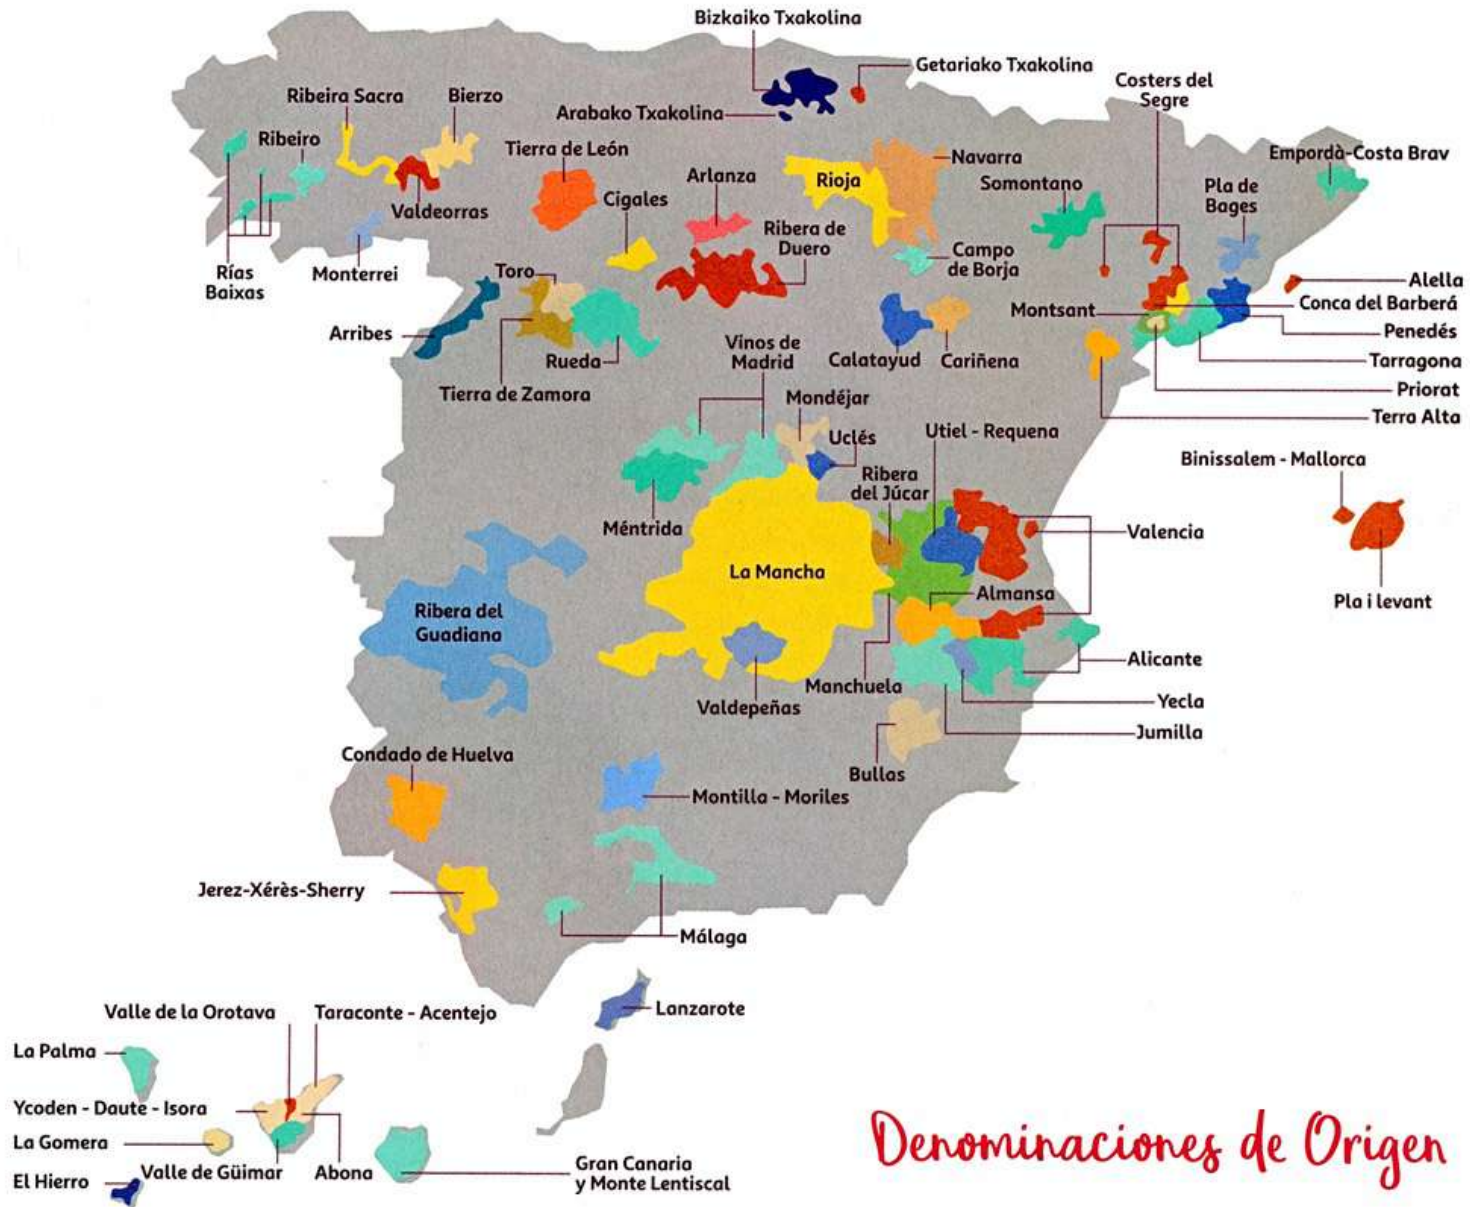 Bizkaiko Txakolina
Getariako Txakolina
Costers del
Segre
Ribeira Sacra
Bierzo
Arabako Txakolina
Ribeiro
Tierra de León
Navarra
Empordà-Costa Brav
Arlanza
Rioja
Somontano
Pla de
Bages
Cigales
Valdeorras
Ribera de
Duero
Campo
de Borja
Rías
Baixas
Monterrei
Toro
Alella
Montsant
Conca del Barberá
Arribes
Penedés
Rueda
Vinos de
Madrid
Calatayud
Cariñena
Tarragona
Tierra de Zamora
Priorat
Mondéjar
Terra Alta
Uclés
Utiel - Requena
Binissalem - Mallorca
Ribera
del Júcar
Méntrida
Valencia
La Mancha
Almansa
Pla i levant
Ribera del
Guadiana
Alicante
Manchuela
Valdepeñas
Yecla
Jumilla
Condado de Huelva
Bullas
Montilla - Moriles
Jerez-Xérès-Sherry
Málaga
Valle de la Orotava
Taraconte - Acentejo
Lanzarote
La Palma
Ycoden - Daute - Isora
La Gomera
Valle de Güimar
Abona
Gran Canaria
y Monte Lentiscal
El Hierro
Denominaciones de Origen